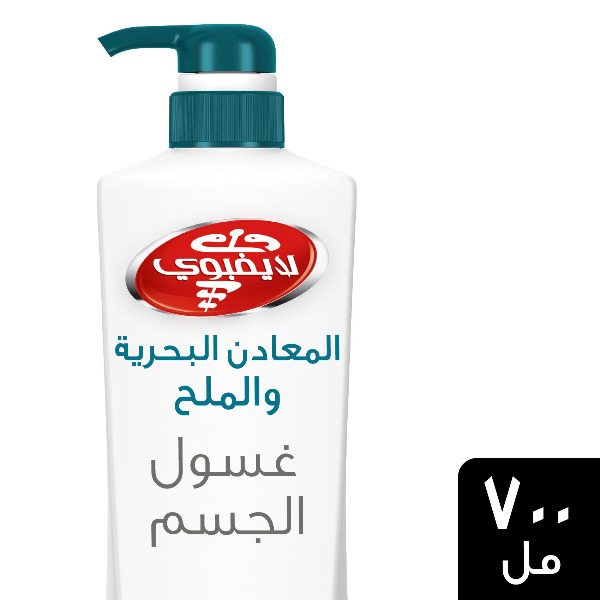 لايفبوي
المعادن البحرية
والملح
غسول
الجسم
٧٠٠
مل